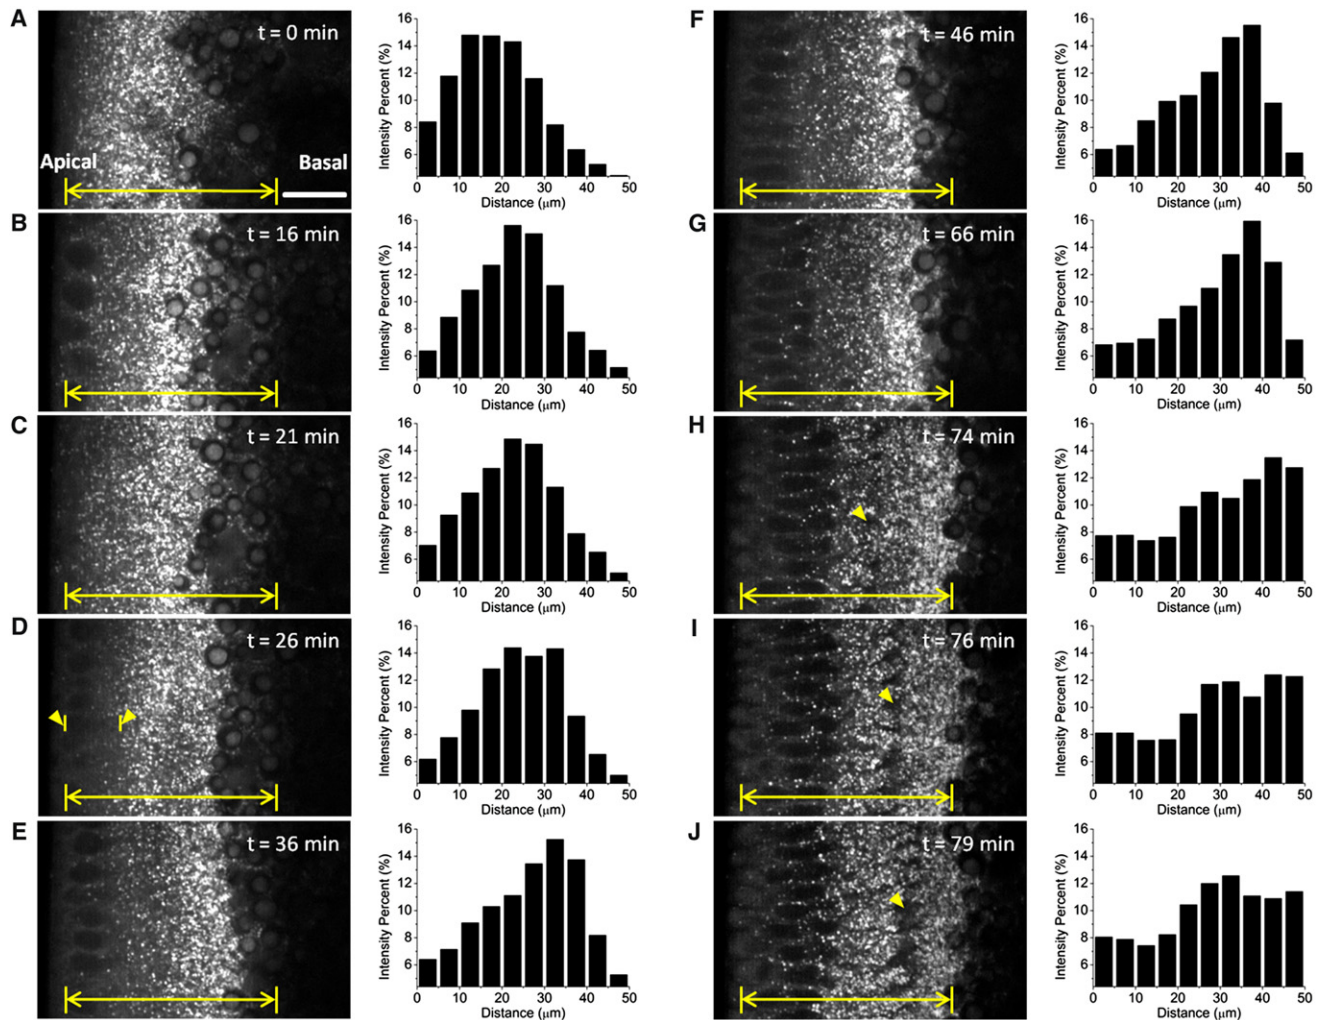 A
t = 0 min
Apical
Basal
Intensity Percent (%)
16
14
12
10
8
6
0 10 20 30 40 50
Distance (μm)
B
t = 16 min
Intensity Percent (%)
16
14
12
10
8
6
0 10 20 30 40 50
Distance (μm)
C
t = 21 min
Intensity Percent (%)
16
14
12
10
8
6
0 10 20 30 40 50
Distance (μm)
D
t = 26 min
Intensity Percent (%)
16
14
12
10
8
6
0 10 20 30 40 50
Distance (μm)
E
t = 36 min
Intensity Percent (%)
16
14
12
10
8
6
0 10 20 30 40 50
Distance (μm)
F
t = 46 min
Intensity Percent (%)
16
14
12
10
8
6
0 10 20 30 40 50
Distance (μm)
G
t = 66 min
Intensity Percent (%)
16
14
12
10
8
6
0 10 20 30 40 50
Distance (μm)
H
t = 74 min
Intensity Percent (%)
16
14
12
10
8
6
0 10 20 30 40 50
Distance (μm)
I
t = 76 min
Intensity Percent (%)
16
14
12
10
8
6
0 10 20 30 40 50
Distance (μm)
J
t = 79 min
Intensity Percent (%)
16
14
12
10
8
6
0 10 20 30 40 50
Distance (μm)